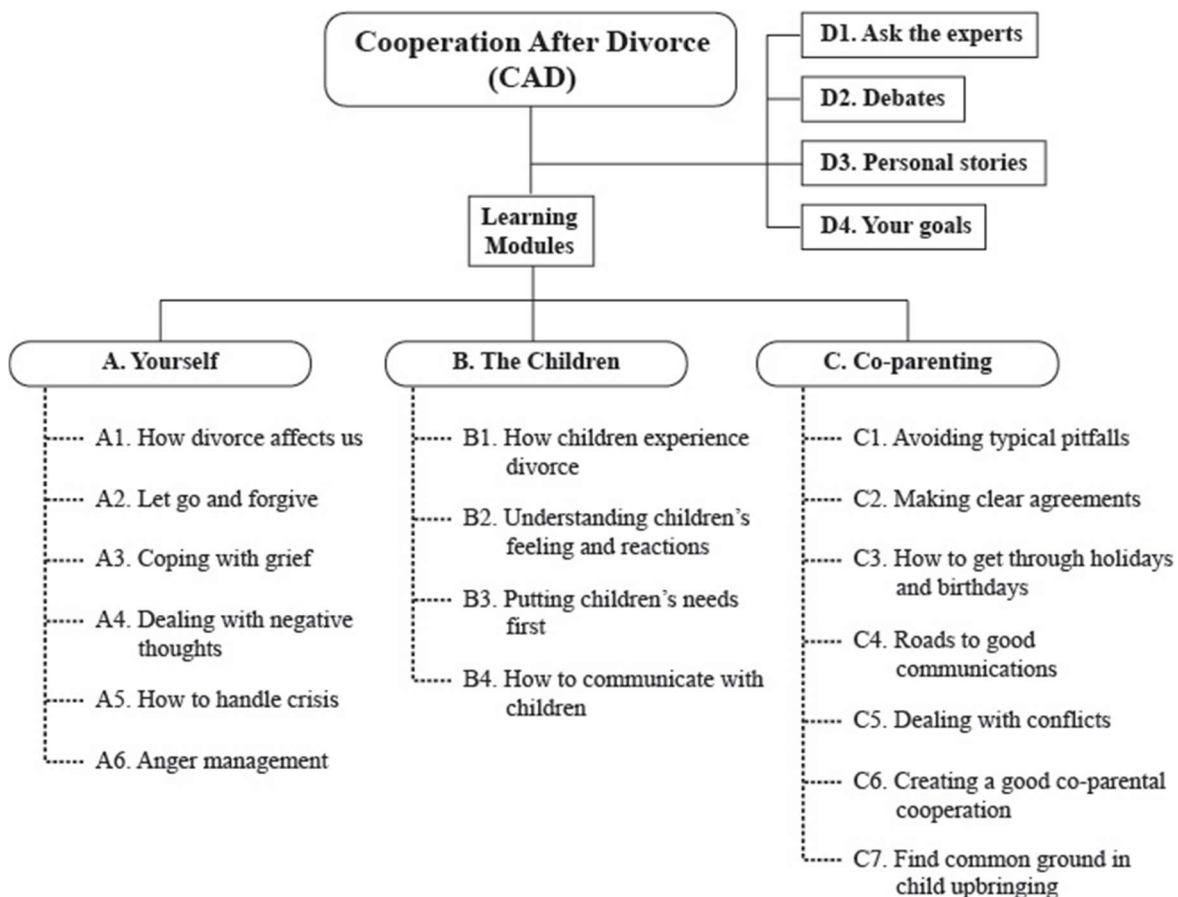 Cooperation After Divorce
(CAD)
D1. Ask the experts
D2. Debates
D3. Personal stories
D4. Your goals
Learning
Modules
A. Yourself
A1. How divorce affects us
A2. Let go and forgive
A3. Coping with grief
A4. Dealing with negative
thoughts
A5. How to handle crisis
A6. Anger management
B. The Children
B1. How children experience
divorce
B2. Understanding children's
feeling and reactions
B3. Putting children's needs
first
B4. How to communicate with
children
C. Co-parenting
C1. Avoiding typical pitfalls
C2. Making clear agreements
C3. How to get through holidays
and birthdays
C4. Roads to good
communications
C5. Dealing with conflicts
C6. Creating a good co-parental
cooperation
C7. Find common ground in
child upbringing